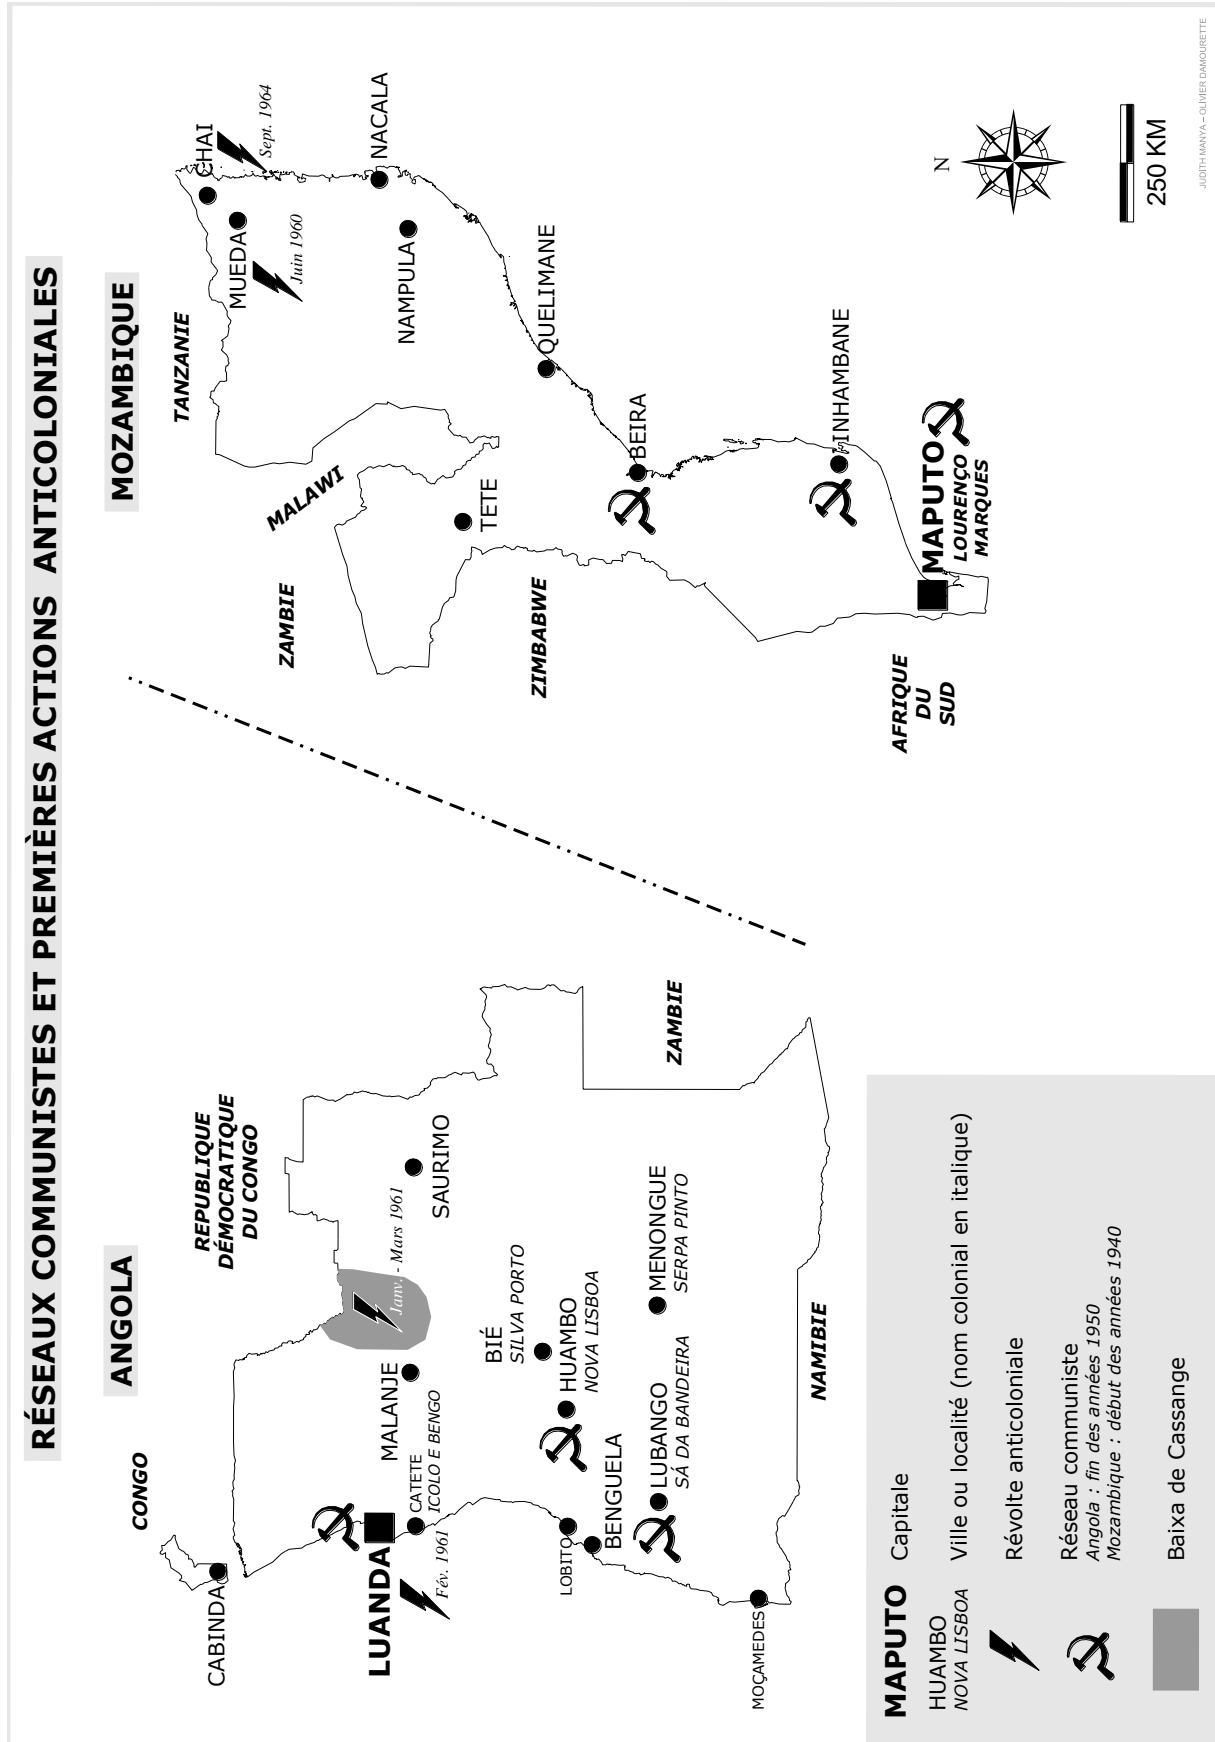 RÉSEAUX COMMUNISTES ET PREMIÈRES ACTIONS ANTICOLONIALES
ANGOLA
MOZAMBIQUE
CONGO
REPUBLIQUE
DÉMOCRATIQUE
DU CONGO
CABINDA
LUANDA
Fév. 1961
CATETE
ICOLO E BENGO
MALANJE
Janv. - Mars 1961
SAURIMO
LOBITO
BENGUELA
BIÉ
SILVA PORTO
HUAMBO
NOVA LISBOA
LUBANGO
SÁ DA BANDEIRA
MENONGUE
SERPA PINTO
MOÇAMEDES
ZAMBIE
NAMIBIE
TANZANIE
CHAI
Sept. 1964
MUEDA
Juin 1960
NACALA
NAMPULA
MALAWI
ZAMBIE
TETE
QUELIMANE
ZIMBABWE
BEIRA
INHAMBANE
MAPUTO
LOURENÇO
MARQUES
AFRIQUE
DU
SUD
N
250 KM
MAPUTO Capitale
HUAMBO Ville ou localité (nom colonial en italique)
NOVA LISBOA
Révolte anticoloniale
Réseau communiste
Angola : fin des années 1950
Mozambique : début des années 1940
Baixa de Cassange
JUDITH MANYA – OLIVIER DAMOURETTE